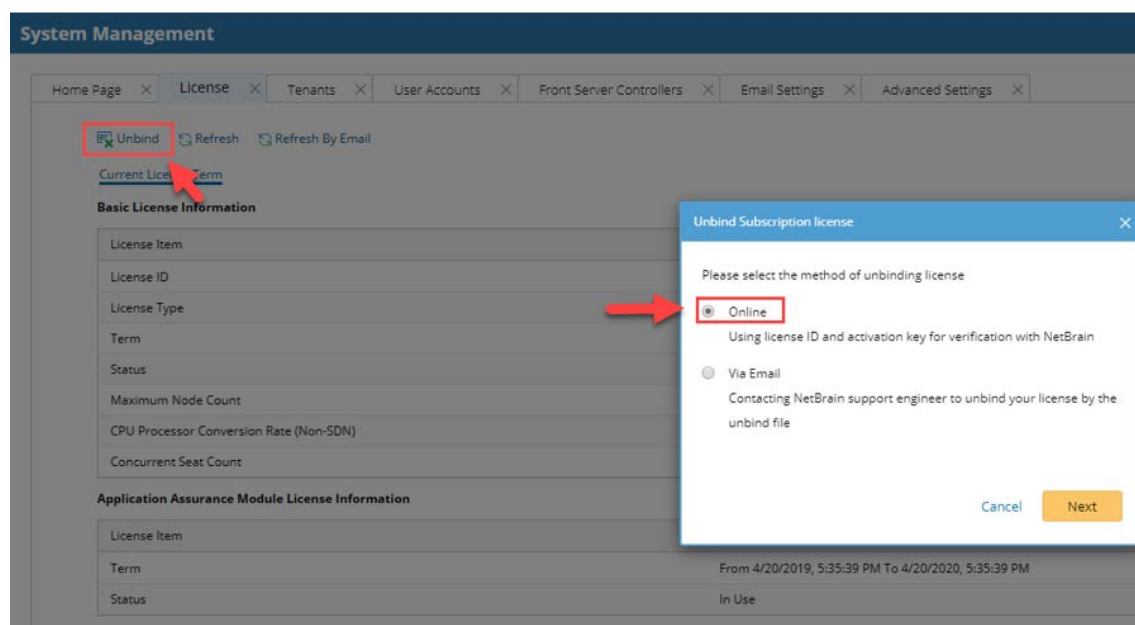 System Management
Home Page License Tenants User Accounts Front Server Controllers Email Settings Advanced Settings
Unbind Refresh Refresh By Email
Current License Term
Basic License Information
License Item
License ID
License Type
Term
Status
Maximum Node Count
CPU Processor Conversion Rate (Non-SDN)
Concurrent Seat Count
Application Assurance Module License Information
License Item
Term From 4/20/2019, 5:35:39 PM To 4/20/2020, 5:35:39 PM
Status In Use
Unbind Subscription license
Please select the method of unbinding license
Online
Using license ID and activation key for verification with NetBrain
Via Email
Contacting NetBrain support engineer to unbind your license by the
unbind file
Cancel Next